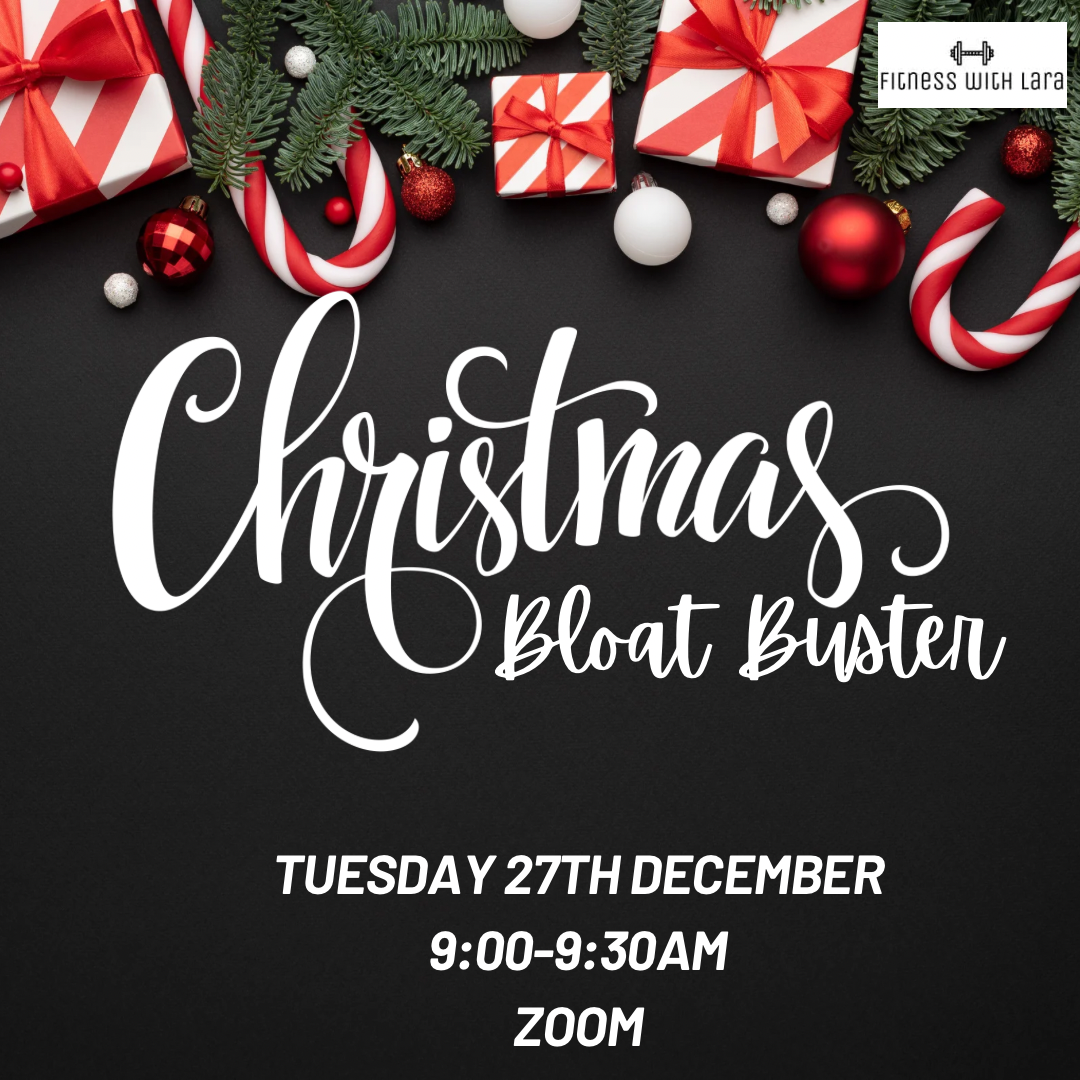 Fitness with Lara
Christmas
Bloat Buster
TUESDAY 27TH DECEMBER
9:00-9:30AM
ZOOM